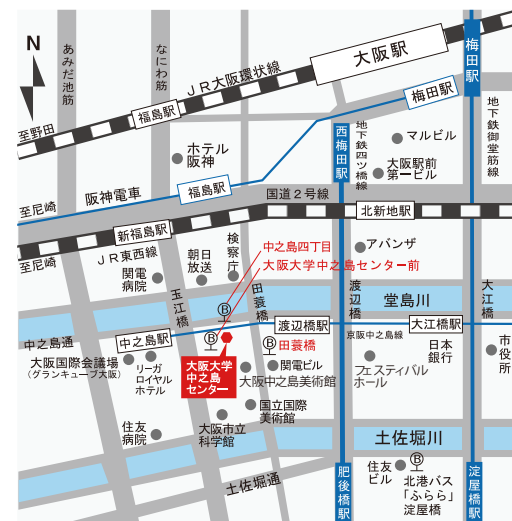 N
あみだ池筋
なにわ筋
大阪駅
梅田駅
JR大阪環状線
福島駅
至野田
梅田駅
ホテル
阪神
西梅田駅
地下鉄四ツ橋線
マルビル
大阪駅前
第一ビル
地下鉄御堂筋線
阪神電車
福島駅
国道2号線
至尼崎
北新地駅
新福島駅
JR東西線
至尼崎
関電
病院
朝日
放送
検察庁
中之島四丁目
大阪大学中之島センター前
アバンザ
玉江橋
田蓑橋
渡辺橋
堂島川
大江橋
中之島通
中之島駅
B
B
渡辺橋駅
大江橋駅
京阪中之島線
田蓑橋
B
大阪国際会議場
(グランキューブ大阪)
リーガ
ロイヤル
ホテル
大阪大学
中之島
センター
関電ビル
大阪中之島美術館
フェスティバル
ホール
日本
銀行
市役所
国立国際
美術館
大阪市立
科学館
住友
病院
土佐堀川
土佐堀通
肥後橋駅
住友
ビル
B
北港バス
「ふらら」
淀屋橋
淀屋橋駅